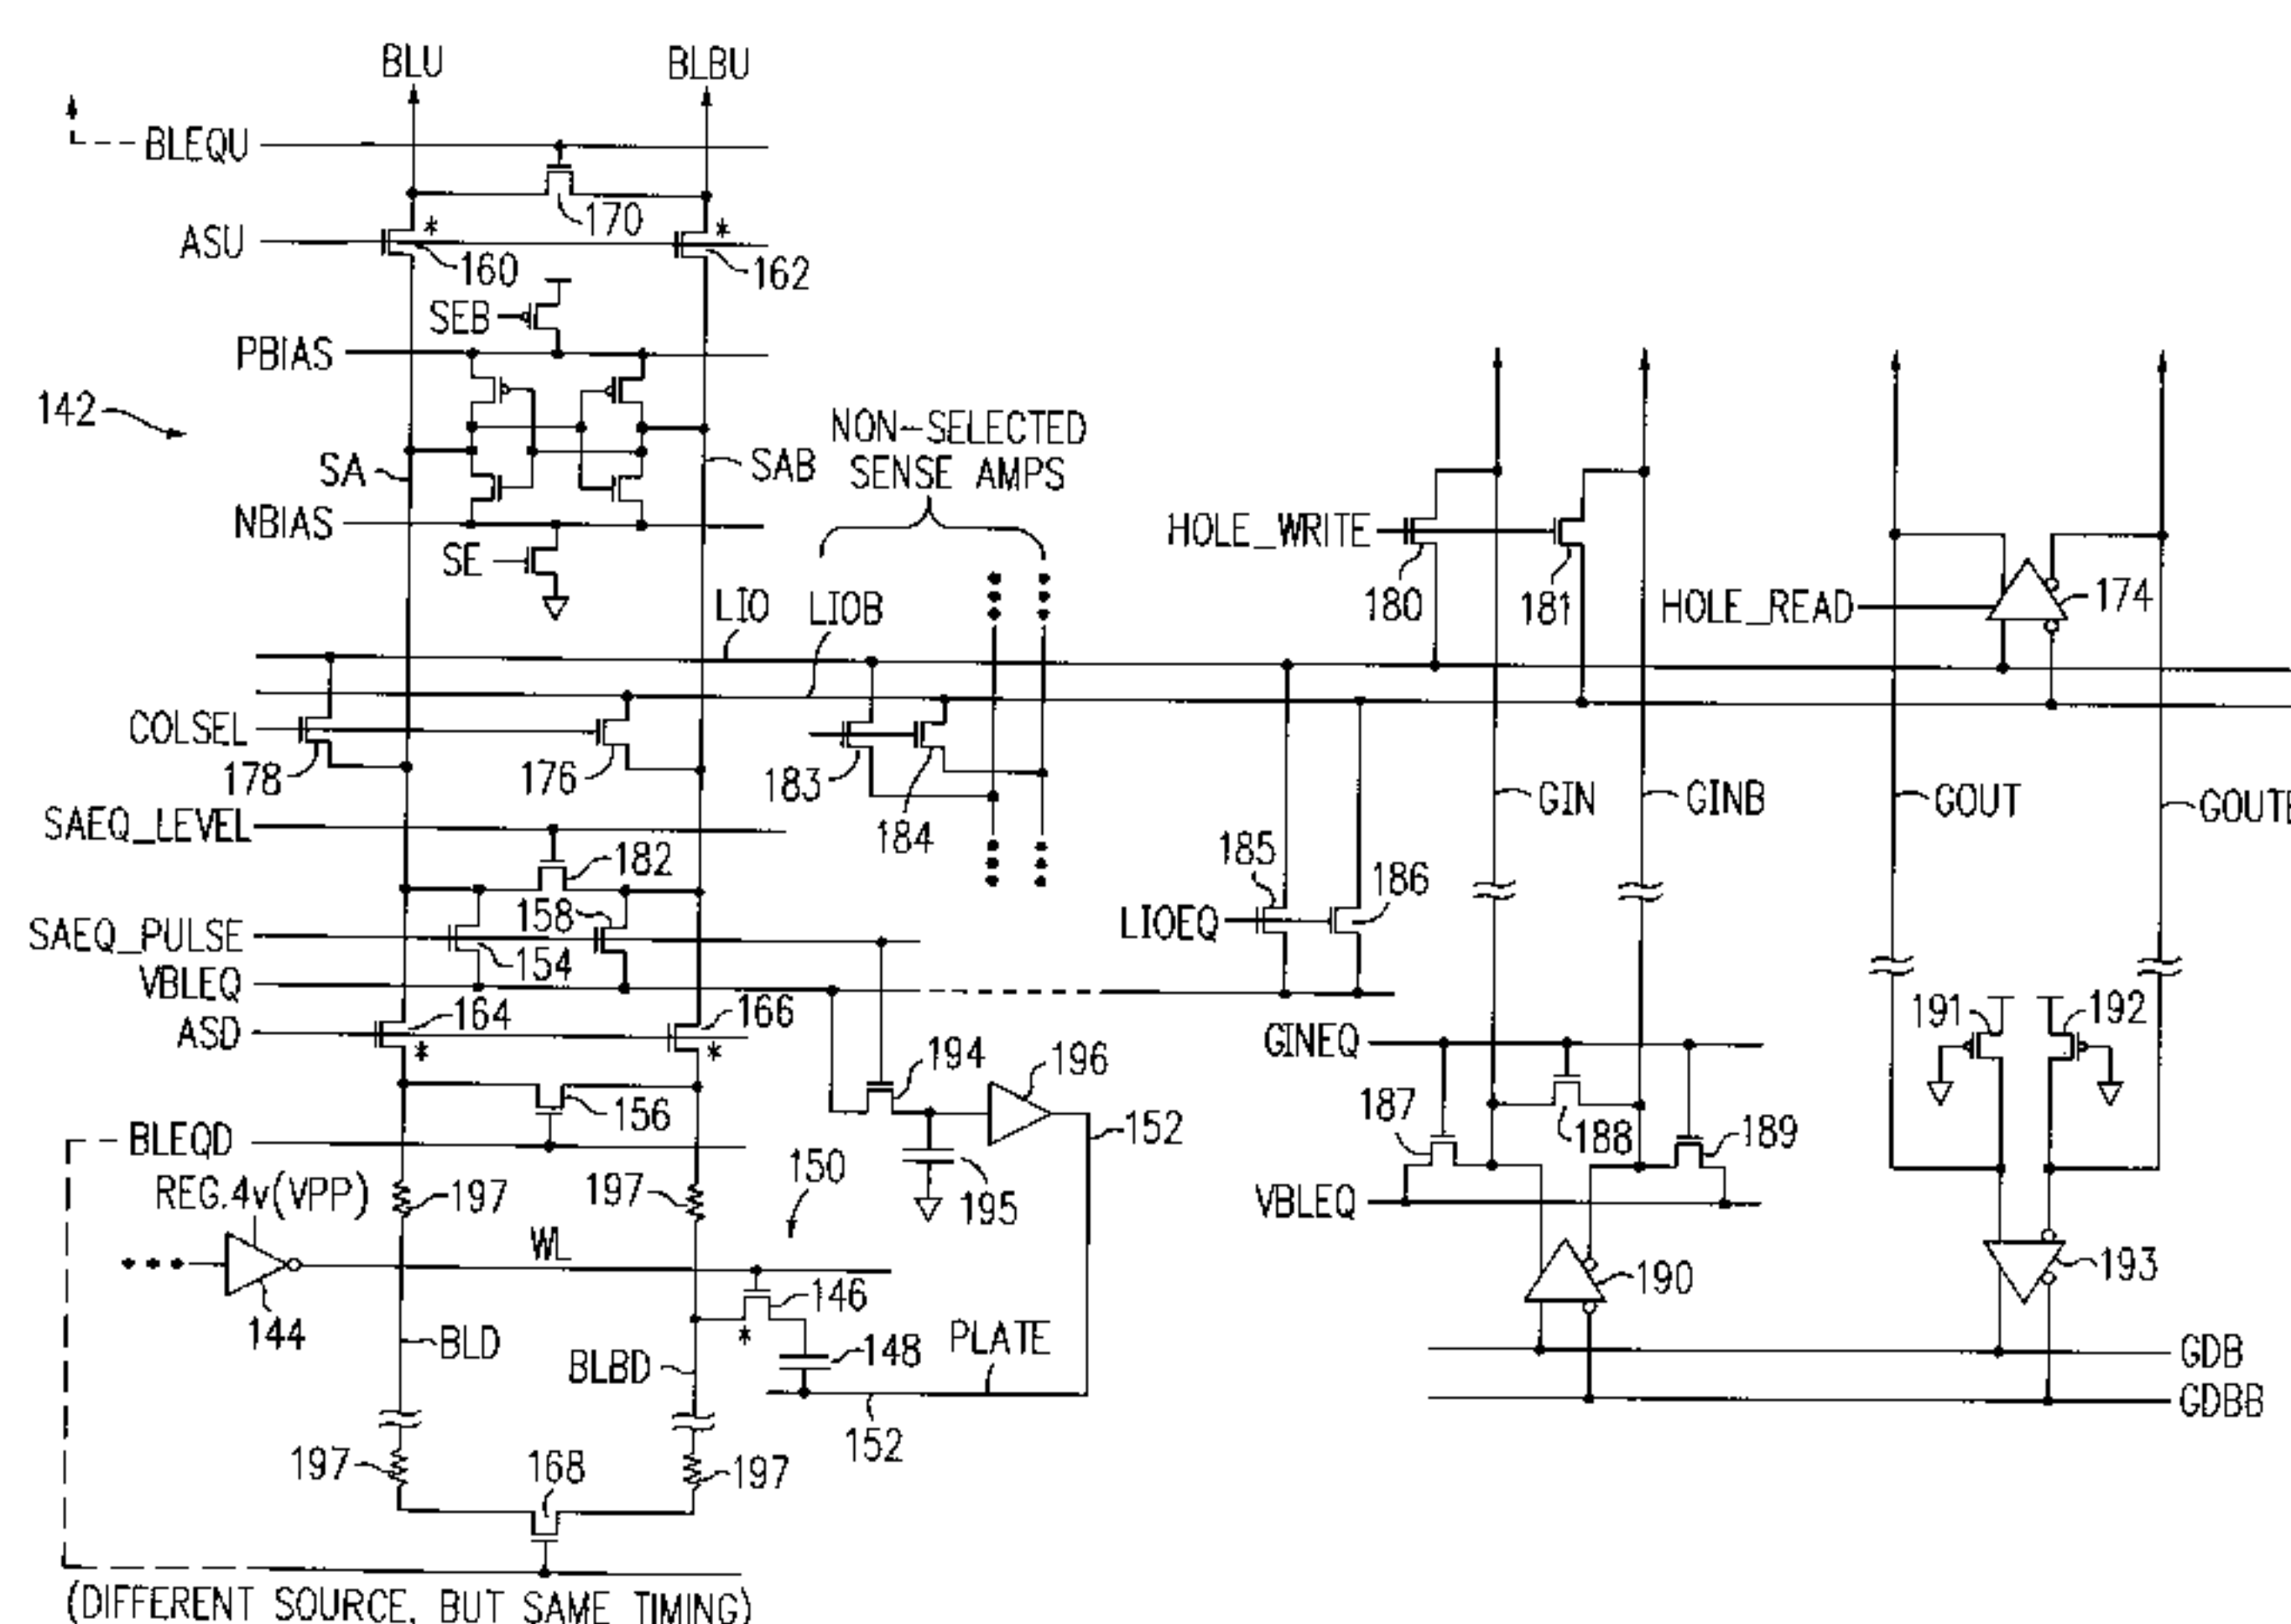 BLU
BLBU
BLEQU
170
ASU
*
*
160
162
SEB
PBIAS
142
NON-SELECTED
SENSE AMPS
SA
SAB
NBIAS
SE
HOLE_WRITE
180
181
HOLE_READ
174
LIO
LIOB
COLSEL
178
176
183
184
GIN
GINB
GOUT
SAEQ_LEVEL
182
185
186
158
SAEQ_PULSE
154
LIOEQ
VBLEQ
164
166
ASD
*
*
191
192
GINEQ
194
196
156
187
188
189
BLEQD
152
150
195
REG.4v(VPP)
197
197
VBLEQ
WL
144
146
*
190
193
BLD
BLBD
148
PLATE
GDB
GDBB
152
197
168
197
(DIFFERENT SOURCE, BUT SAME TIMING)